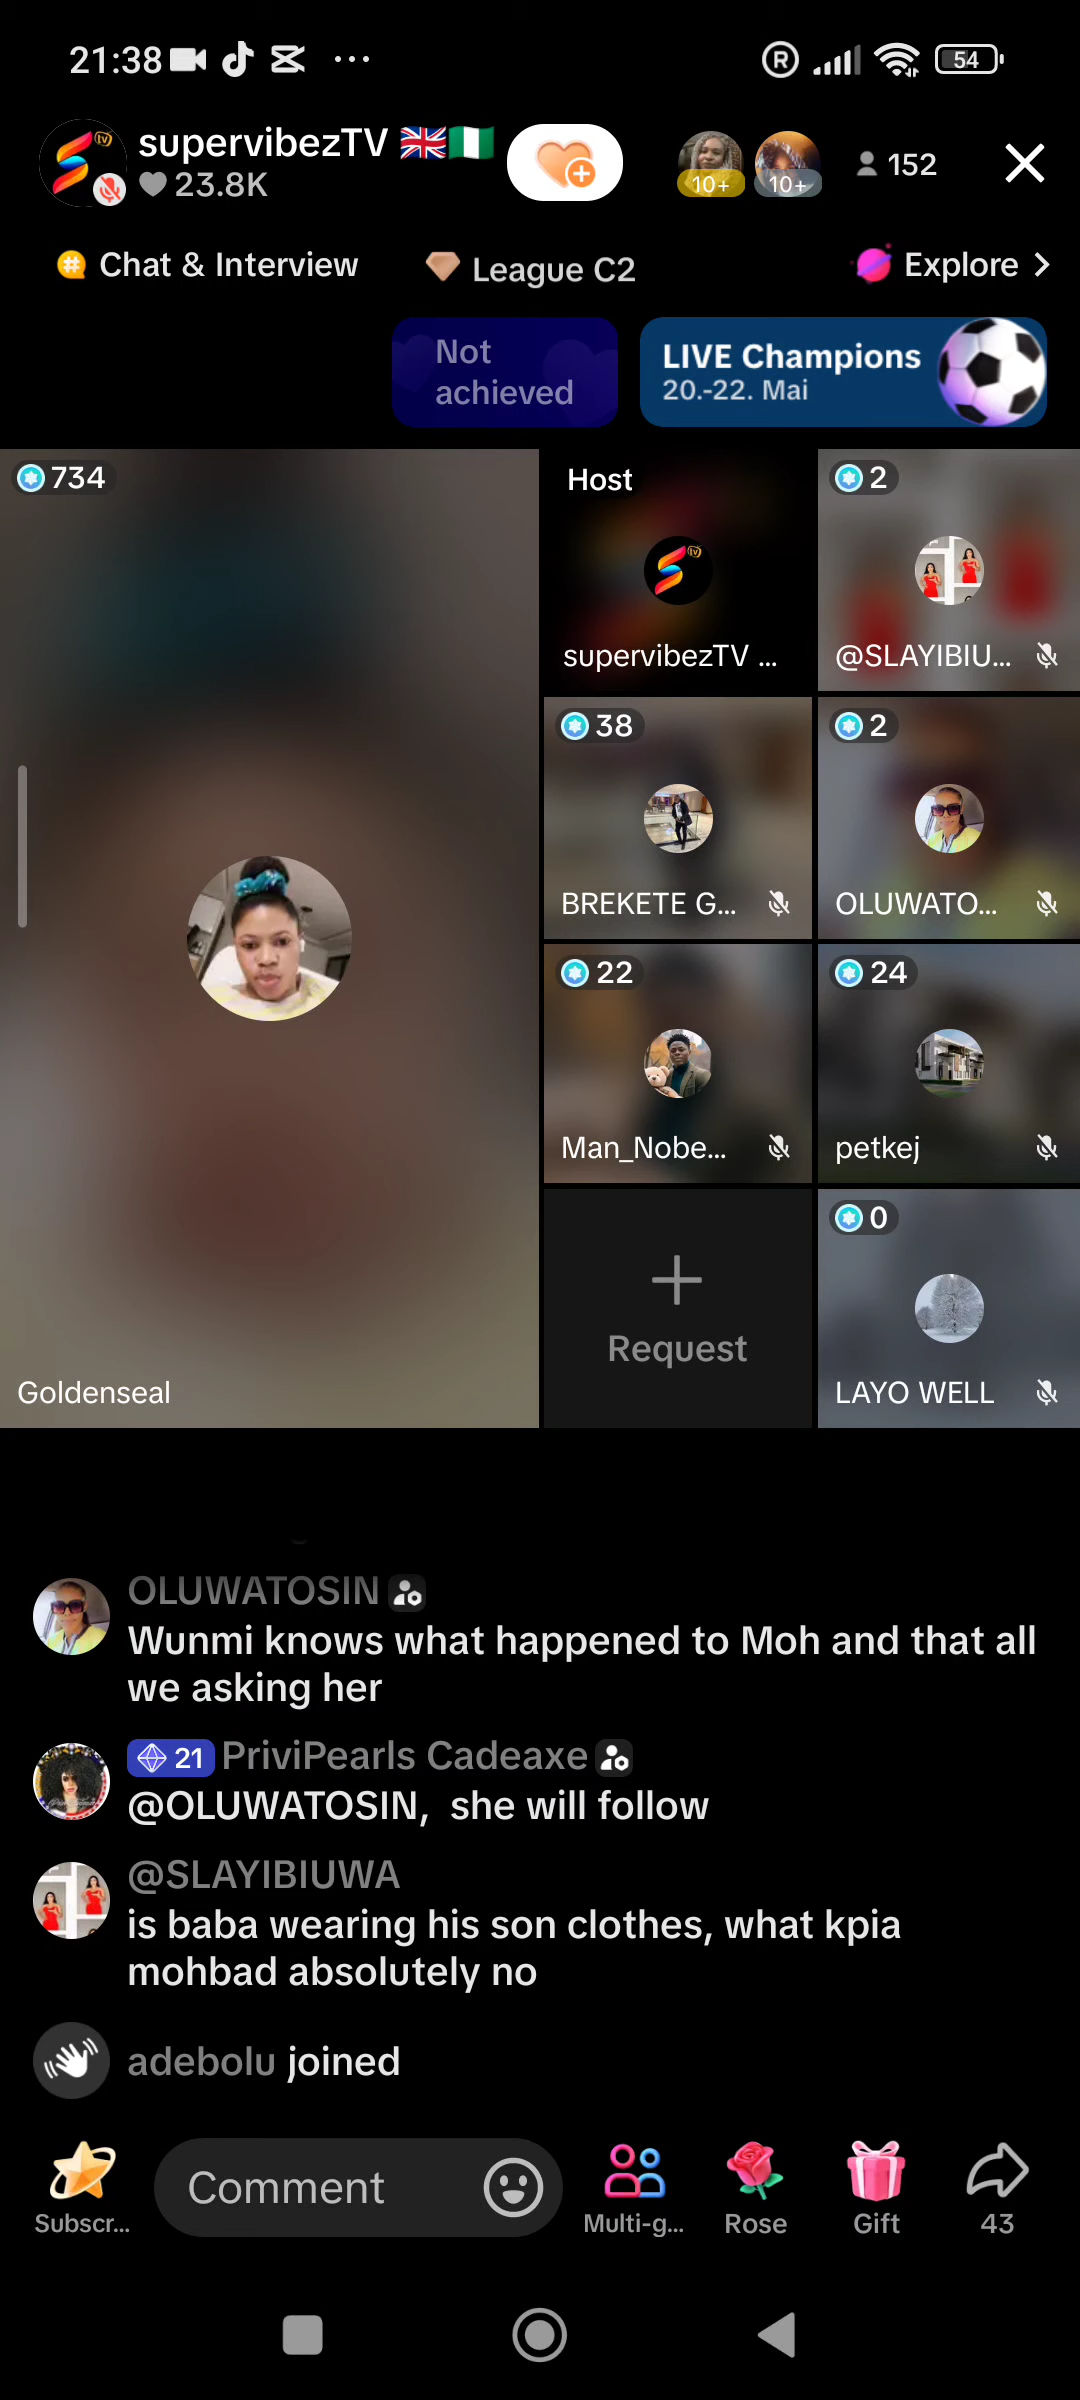 21:38
R
54
supervibezTV 🇬🇧🇳🇬
23.8K
10+
10+
152
Chat & Interview
League C2
Explore
Not
achieved
LIVE Champions
20.-22. Mai
734
Host
2
supervibezTV ...
@SLAYIBIU...
38
2
BREKETE G...
OLUWATO...
22
24
Man_Nobe...
petkej
0
Request
Goldenseal
LAYO WELL
OLUWATOSIN
Wunmi knows what happened to Moh and that all
we asking her
21 PriviPearls Cadeaxe
@OLUWATOSIN, she will follow
@SLAYIBIUWA
is baba wearing his son clothes, what kpia
mohbad absolutely no
adebolu joined
Comment
Subscr...
Multi-g...
Rose
Gift
43